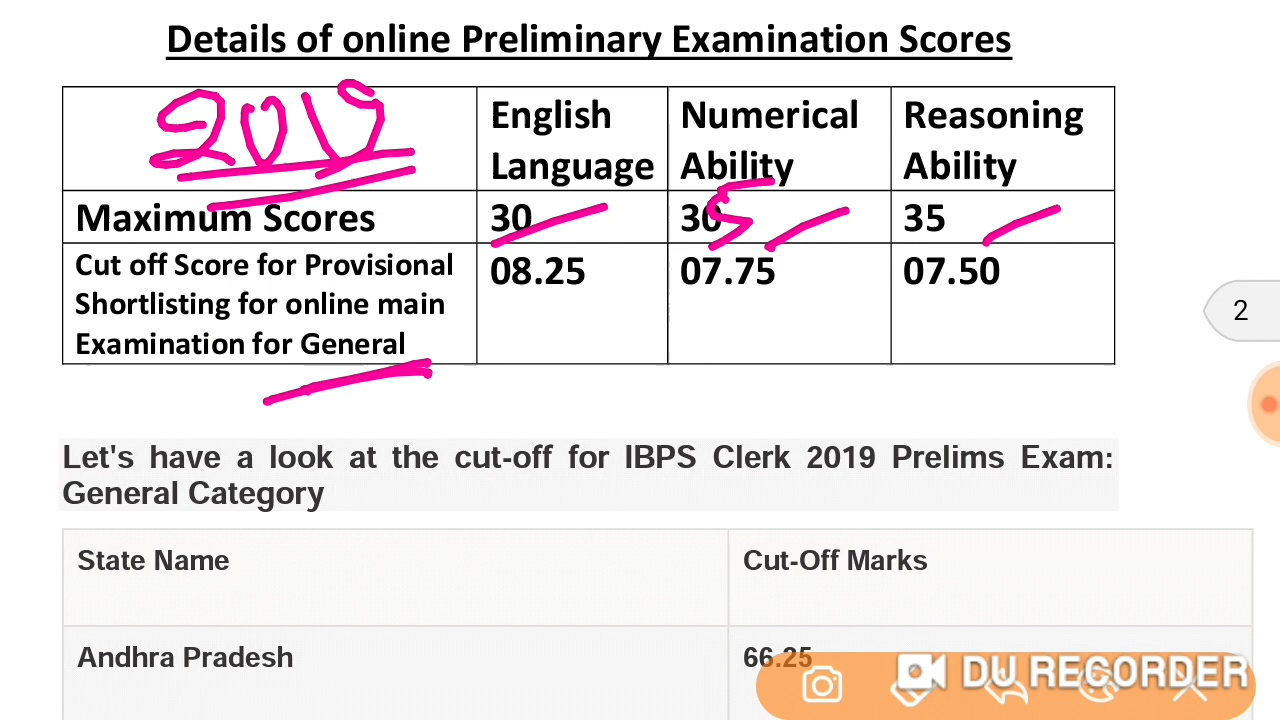 Details of online Preliminary Examination Scores
2019
English Language
Numerical Ability
Reasoning Ability
Maximum Scores 30 30 35
5
Cut off Score for Provisional Shortlisting for online main Examination for General 08.25 07.75 07.50
2
Let's have a look at the cut-off for IBPS Clerk 2019 Prelims Exam:
General Category
State Name Cut-Off Marks
Andhra Pradesh 66.25
DU RECORDER